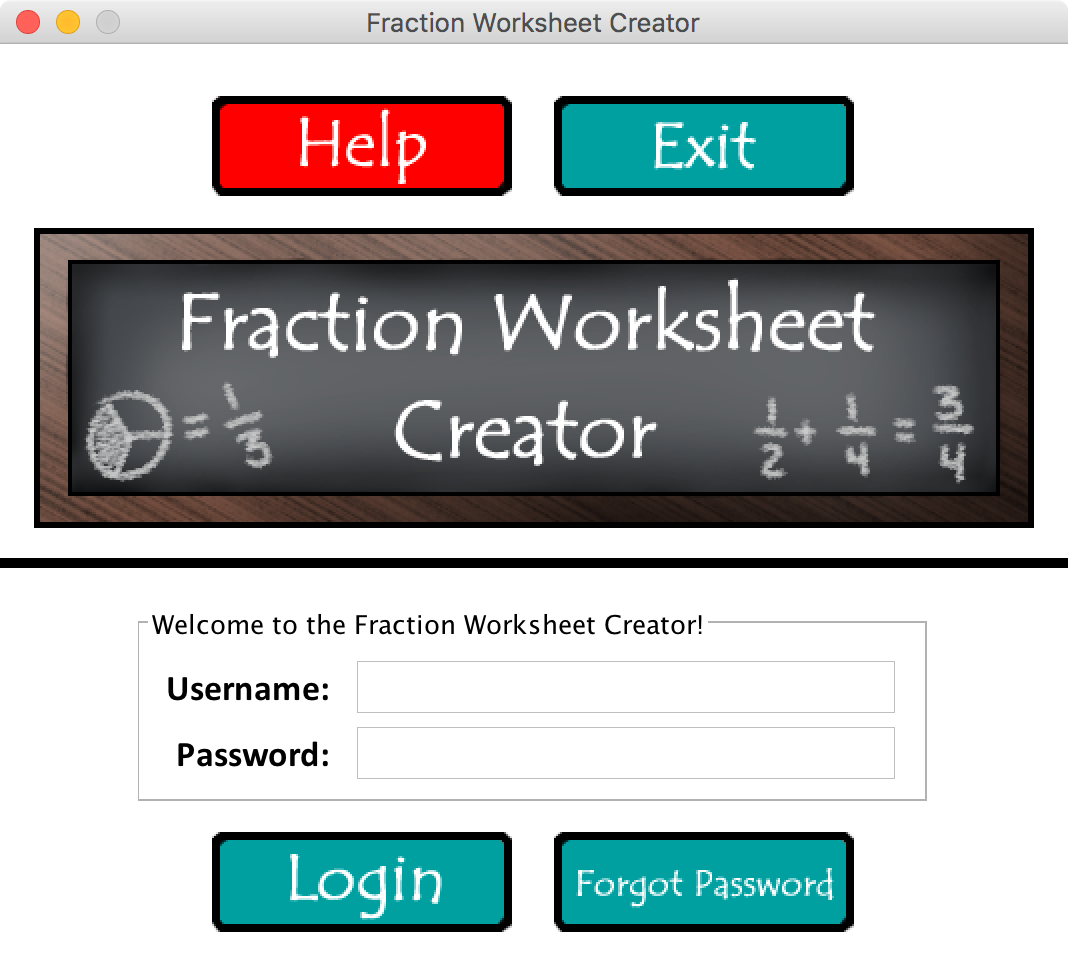 Fraction Worksheet Creator
Help Exit
Fraction Worksheet
Creator
= 1/3
1/2 + 1/4 = 3/4
Welcome to the Fraction Worksheet Creator!
Username:
Password:
Login Forgot Password